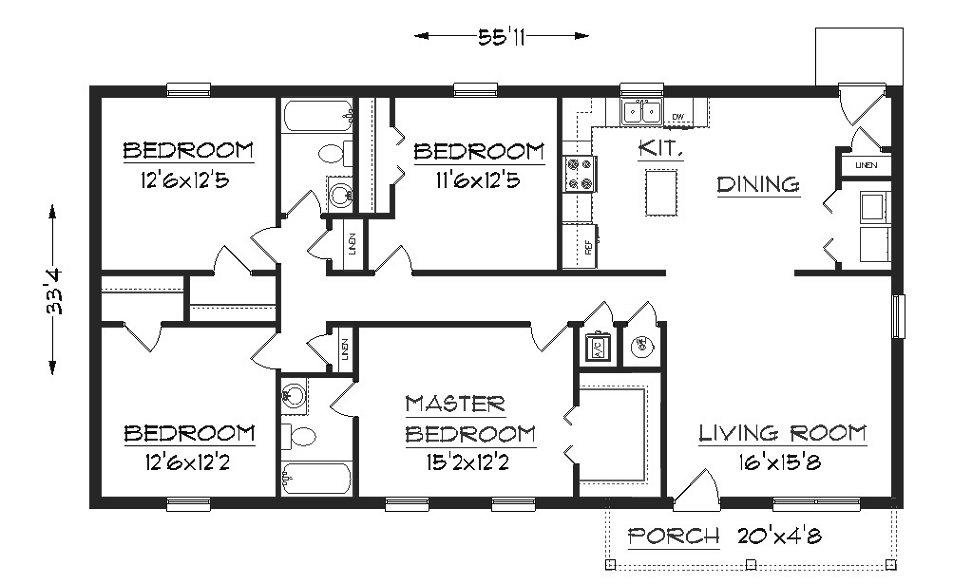 55'11
BEDROOM
12'6x12'5
BEDROOM
11'6x12'5
DW
KIT.
LINEN
DINING
LINEN
REF
33'4
LINEN
A/C
MASTER
BEDROOM
15'2x12'2
BEDROOM
12'6x12'2
LIVING ROOM
16'x15'8
PORCH 20'x4'8